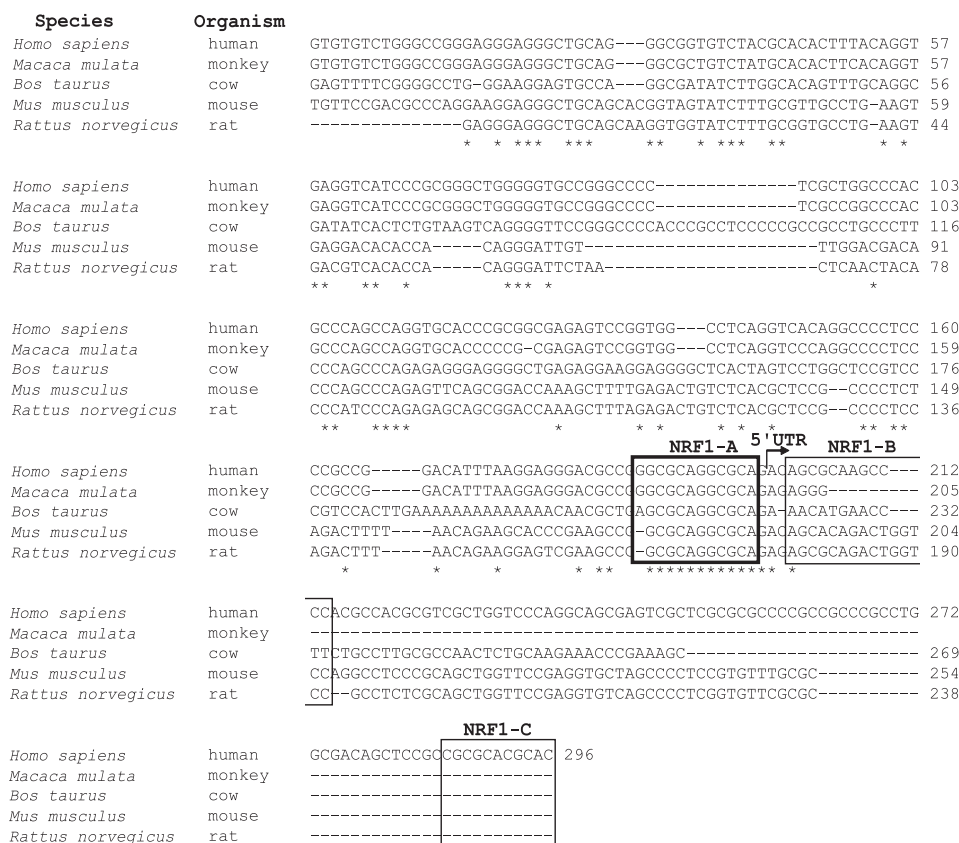 Species Organism
Homo sapiens human GTGTGTCTGGGCCGGGAGGGAGGGCTGCAG---GGCGGTGTCTACGCACACTTTACAGGT 57
Macaca mulata monkey GTGTGTCTGGGCCGGGAGGGAGGGCTGCAG---GGCGCTGTCTATGCACACTTCACAGGT 57
Bos taurus cow GAGTTTTCGGGGCCTG-GGAAGGAGTGCCA---GGCGATATCTTGGCACAGTTTGCAGGC 56
Mus musculus mouse TGTTCCGACGCCCAGGAAGGAGGGCTGCAGCACGGTAGTATCTTTGCGTTGCCTG-AAGT 59
Rattus norvegicus rat ---------------GAGGGAGGGCTGCAGCAAGGTGGTATCTTTGCGGTGCCTG-AAGT 44
* * *** *** ** * *** ** * *
Homo sapiens human GAGGTCATCCCGCGGGCTGGGGGTGCCGGGCCCC--------------TCGCTGGCCCAC 103
Macaca mulata monkey GAGGTCATCCCGCGGGCTGGGGGTGCCGGGCCCC--------------TCGCCGGCCCAC 103
Bos taurus cow GATATCACTCTGTAAGTCAGGGGTTCCGGGCCCCACCCGCCTCCCCCGCCGCCTGCCCTT 116
Mus musculus mouse GAGGACACACCA-----CAGGGATTGT-----------------------TTGGACGACA 91
Rattus norvegicus rat GACGTCACACCA-----CAGGGATTCTAA---------------------CTCAACTACA 78
** ** * *** * *
Homo sapiens human GCCCAGCCAGGTGCACCCGCGGCGAGAGTCCGGTGG---CCTCAGGTCACAGGCCCCTCC 160
Macaca mulata monkey GCCCAGCCAGGTGCACCCCCG-CGAGAGTCCGGTGG---CCTCAGGTCCCAGGCCCCTCC 159
Bos taurus cow CCCAGCCCAGAGAGGGAGGGGCTGAGAGGAAGGAGGGGCTCACTAGTCCTGGCTCCGTCC 176
Mus musculus mouse CCCAGCCCAGAGTTCAGCGGACCAAAGCTTTTGAGACTGTCTCACGCTCCG--CCCCTCT 149
Rattus norvegicus rat CCCATCCCAGAGAGCAGCGGACCAAAGCTTTAGAGACTGTCTCACGCTCCG--CCCCTCC 136
** **** * * * * * ** **
NRF1-A 5'UTR NRF1-B
Homo sapiens human CCGCCG-----GACATTTAAGGAGGGACGCCGGGCGCAGGCGCAGACAGCGCAAGCC--- 212
Macaca mulata monkey CCGCCG-----GACATTTAAGGAGGGACGCCGGGCGCAGGCGCAGAGAGGG--------- 205
Bos taurus cow CGTCCACTTGAAAAAAAAAAAAAACAACGCTGAGCGCAGGCGCAGA-AACATGAACC--- 232
Mus musculus mouse AGACTTTT----AACAGAAGCACCCGAAGCCG-GCGCAGGCGCAGACAGCACAGACTGGT 204
Rattus norvegicus rat AGACTTT-----AACAGAAGGAGTCGAAGCCG-GCGCAGGCGCAGAGAGCGCAGACTGGT 190
* * * * ** ************* *
Homo sapiens human CCACGCCACGCGTCGCTGGTCCCAGGCAGCGAGTCGCTCGCGCGCCCCGCCGCCCGCCTG 272
Macaca mulata monkey ------------------------------------------------------------
Bos taurus cow TTCTGCCTTGCGCCAACTCTGCAAGAAACCCGAAAGC----------------------- 269
Mus musculus mouse CCAGGCCTCCCGCAGCTGGTTCCGAGGTGCTAGCCCCTCCGTGTTTGCGC---------- 254
Rattus norvegicus rat CC--GCCTCTCGCAGCTGGTTCCGAGGTGTCAGCCCCTCGGTGTTCGCGC---------- 238
NRF1-C
Homo sapiens human GCGACAGCTCCGCCGCGCACGCAC 296
Macaca mulata monkey ------------------------
Bos taurus cow ------------------------
Mus musculus mouse ------------------------
Rattus norvegicus rat ------------------------